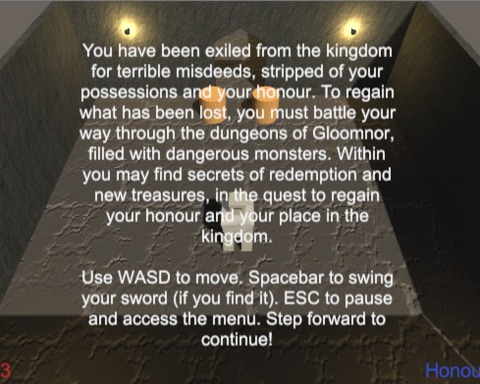 You have been exiled from the kingdom
for terrible misdeeds, stripped of your
possessions and your honour. To regain
what has been lost, you must battle your
way through the dungeons of Gloomnor,
filled with dangerous monsters. Within
you may find secrets of redemption and
new treasures, in the quest to regain
your honour and your place in the
kingdom.
Use WASD to move. Spacebar to swing
your sword (if you find it). ESC to pause
and access the menu. Step forward to
continue!
3
Honou